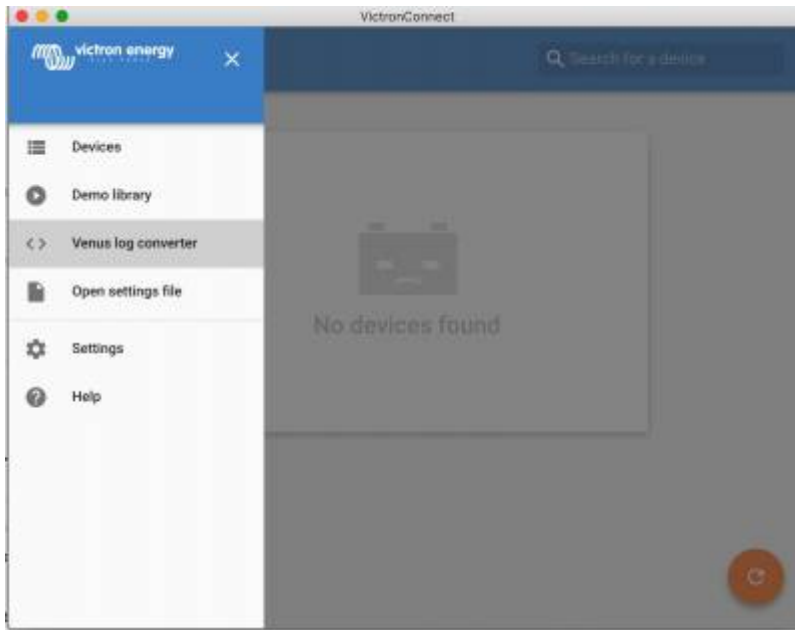 VictronConnect
victron energy
Search for a device
Devices
Demo library
Venus log converter
Open settings file
No devices found
Settings
Help